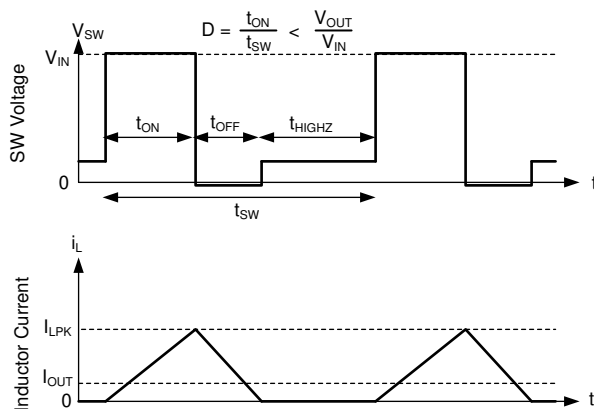 V_SW
D = t_ON / t_SW < V_OUT / V_IN
V_IN
SW Voltage
t_ON
t_OFF
t_HIGHZ
0
t
t_SW
i_L
Inductor Current
I_LPK
I_OUT
0
t